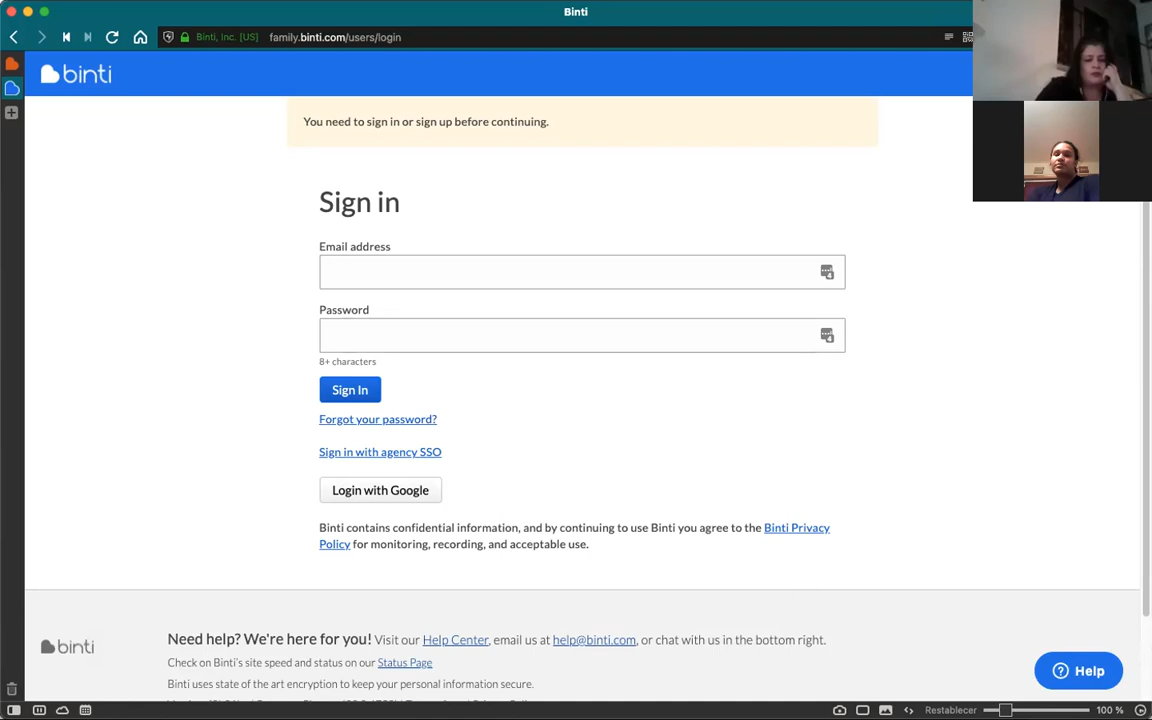 Binti
Binti, Inc. [US] family.binti.com/users/login
binti
You need to sign in or sign up before continuing.
Sign in
Email address
Password
8+ characters
Sign In
Forgot your password?
Sign in with agency SSO
Login with Google
Binti contains confidential information, and by continuing to use Binti you agree to the Binti Privacy
Policy for monitoring, recording, and acceptable use.
binti
Need help? We're here for you! Visit our Help Center, email us at help@binti.com, or chat with us in the bottom right.
Check on Binti's site speed and status on our Status Page
Binti uses state of the art encryption to keep your personal information secure.
Help
Restablecer 100 %